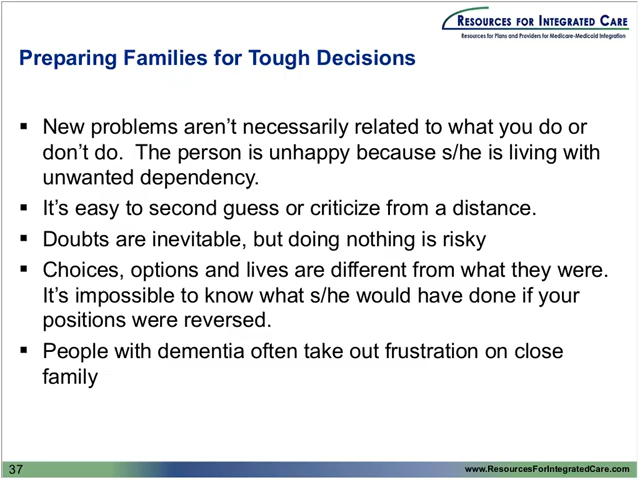 RESOURCES FOR INTEGRATED CARE
Resources for Plans and Providers for Medicare-Medicaid Integration
Preparing Families for Tough Decisions
▪ New problems aren’t necessarily related to what you do or
don’t do.  The person is unhappy because s/he is living with
unwanted dependency.
▪ It’s easy to second guess or criticize from a distance.
▪ Doubts are inevitable, but doing nothing is risky
▪ Choices, options and lives are different from what they were.
It’s impossible to know what s/he would have done if your
positions were reversed.
▪ People with dementia often take out frustration on close
family
37
www.ResourcesForIntegratedCare.com